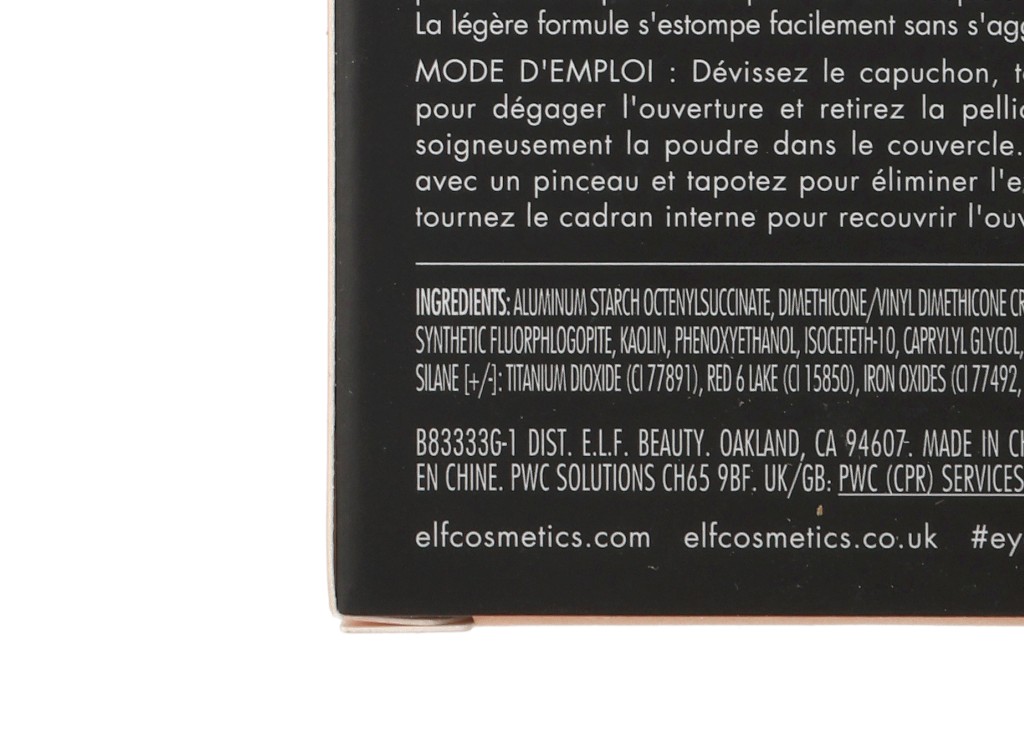 La légère formule s'estompe facilement sans s'agg
MODE D'EMPLOI : Dévissez le capuchon, t
pour dégager l'ouverture et retirez la pellic
soigneusement la poudre dans le couvercle.
avec un pinceau et tapotez pour éliminer l'e
tournez le cadran interne pour recouvrir l'ouv
INGREDIENTS: ALUMINUM STARCH OCTENYLSUCCINATE, DIMETHICONE/VINYL DIMETHICONE CR
SYNTHETIC FLUORPHLOGOPITE, KAOLIN, PHENOXYETHANOL, ISOCETETH-10, CAPRYLYL GLYCOL,
SILANE [+/-]: TITANIUM DIOXIDE (CI 77891), RED 6 LAKE (CI 15850), IRON OXIDES (CI 77492,
B83333G-1 DIST. E.L.F. BEAUTY. OAKLAND, CA 94607. MADE IN CH
EN CHINE. PWC SOLUTIONS CH65 9BF. UK/GB: PWC (CPR) SERVICES
elfcosmetics.com elfcosmetics.co.uk #ey